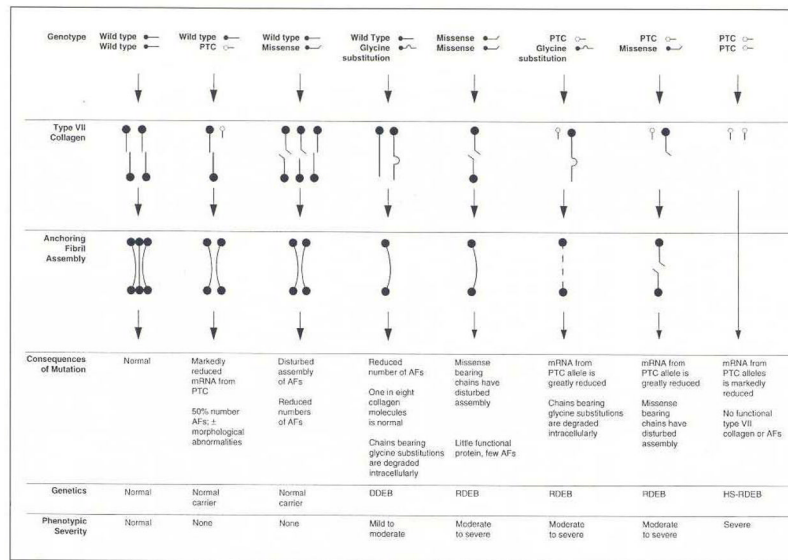 Genotype
Wild type
Wild type
Wild type
PTC
Wild type
Missense
Wild Type
Glycine
substitution
Missense
Missense
PTC
Glycine
substitution
PTC
Missense
PTC
PTC
Type VII
Collagen
Anchoring
Fibril
Assembly
Consequences
of Mutation
Normal
Markedly
reduced
mRNA from
PTC
50% number
AFs; ±
morphological
abnormalities
Disturbed
assembly
of AFs
Reduced
numbers
of AFs
Reduced
number of AFs
One in eight
collagen
molecules
is normal
Chains bearing
glycine substitutions
are degraded
intracellularly
Missense
bearing
chains have
disturbed
assembly
Little functional
protein, few AFs
mRNA from
PTC allele is
greatly reduced
Chains bearing
glycine substitutions
are degraded
intracellularly
mRNA from
PTC allele is
greatly reduced
Missense
bearing
chains have
disturbed
assembly
mRNA from
PTC alleles
is markedly
reduced
No functional
type VII
collagen or AFs
Genetics
Normal
Normal
carrier
Normal
carrier
DDEB
RDEB
RDEB
RDEB
HS-RDEB
Phenotypic
Severity
Normal
None
None
Mild to
moderate
Moderate
to severe
Moderate
to severe
Moderate
to severe
Severe